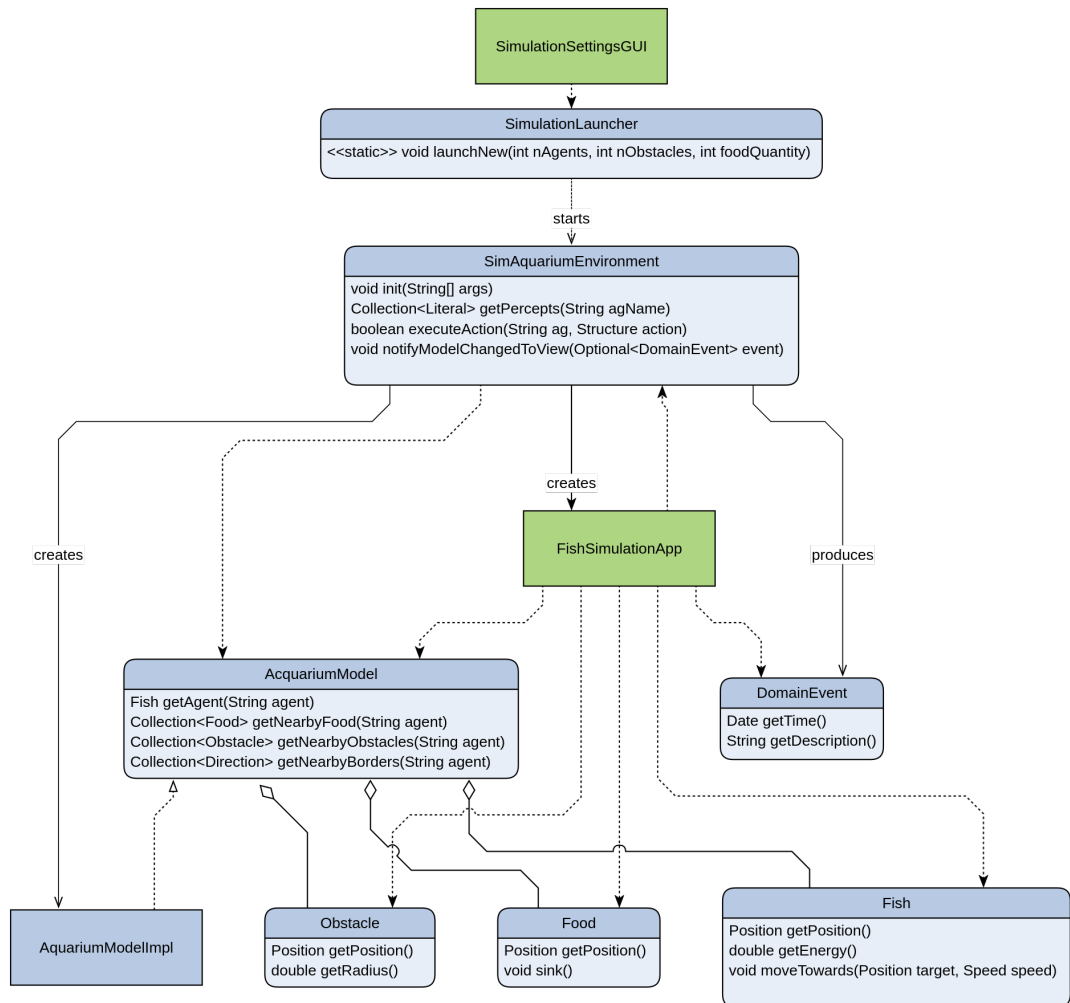 SimulationSettingsGUI
SimulationLauncher
<<static>> void launchNew(int nAgents, int nObstacles, int foodQuantity)
starts
SimAquariumEnvironment
void init(String[] args)
Collection<Literal> getPercepts(String agName)
boolean executeAction(String ag, Structure action)
void notifyModelChangedToView(Optional<DomainEvent> event)
creates
FishSimulationApp
creates
produces
AcquariumModel
Fish getAgent(String agent)
Collection<Food> getNearbyFood(String agent)
Collection<Obstacle> getNearbyObstacles(String agent)
Collection<Direction> getNearbyBorders(String agent)
DomainEvent
Date getTime()
String getDescription()
AquariumModelImpl
Obstacle
Position getPosition()
double getRadius()
Food
Position getPosition()
void sink()
Fish
Position getPosition()
double getEnergy()
void moveTowards(Position target, Speed speed)